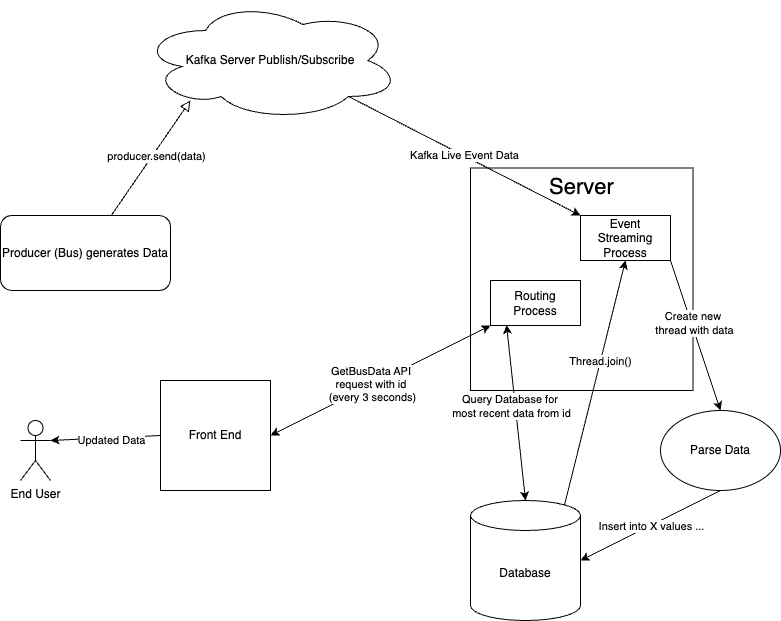 Kafka Server Publish/Subscribe
producer.send(data)
Kafka Live Event Data
Server
Producer (Bus) generates Data
Event
Streaming
Process
Routing
Process
Create new
thread with data
Thread.join()
GetBusData API
request with id
(every 3 seconds)
Query Database for
most recent data from id
Front End
Updated Data
End User
Parse Data
Insert into X values ...
Database